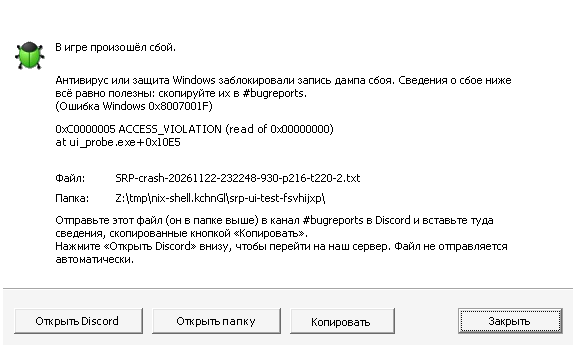 В игре произошёл сбой.
Антивирус или защита Windows заблокировали запись дампа сбоя. Сведения о сбое ниже
всё равно полезны: скопируйте их в #bugreports.
(Ошибка Windows 0x8007001F)
0xC0000005 ACCESS_VIOLATION (read of 0x00000000)
at ui_probe.exe+0x10E5
Файл: SRP-crash-20261122-232248-930-p216-t220-2.txt
Папка: Z:\tmp\nix-shell.kchnGl\srp-ui-test-fsvhijxp\
Отправьте этот файл (он в папке выше) в канал #bugreports в Discord и вставьте туда
сведения, скопированные кнопкой «Копировать».
Нажмите «Открыть Discord» внизу, чтобы перейти на наш сервер. Файл не отправляется
автоматически.
Открыть Discord Открыть папку Копировать Закрыть